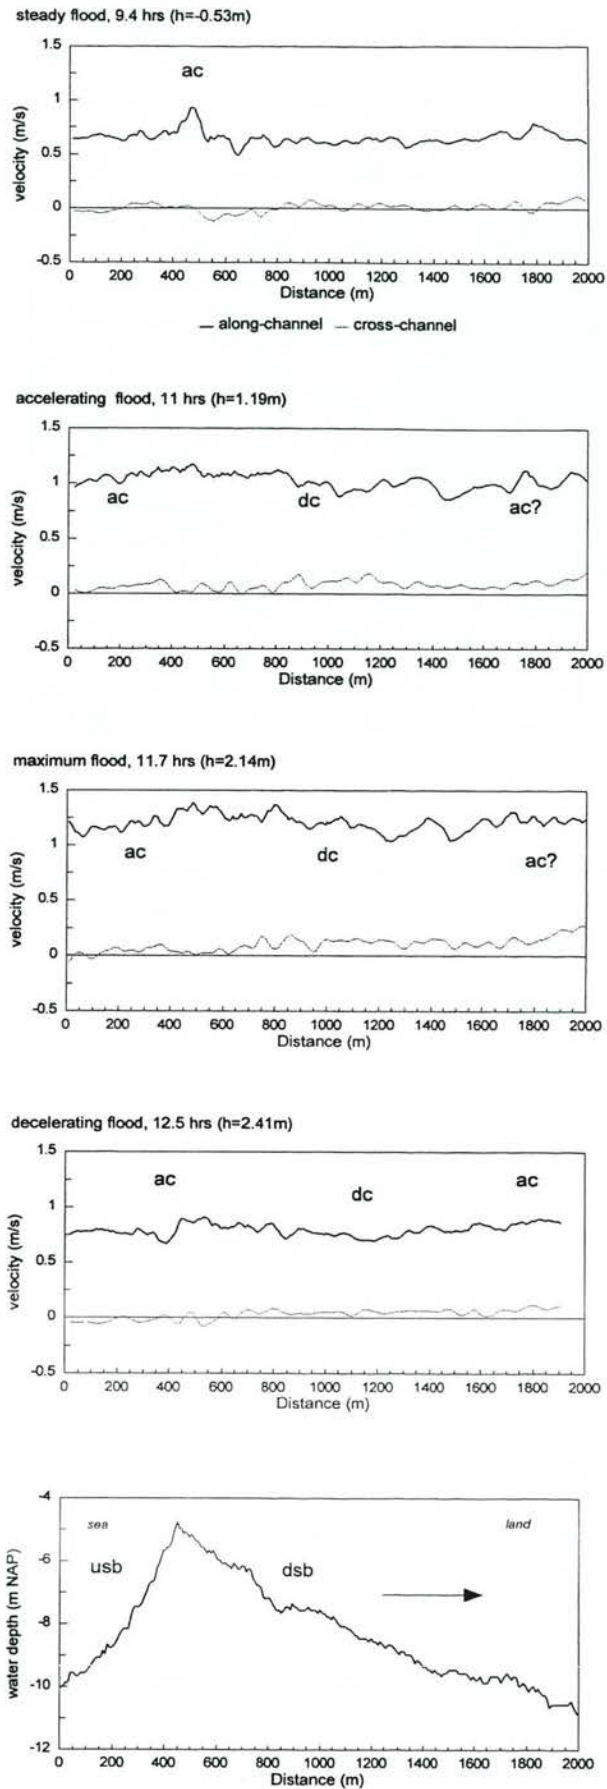 steady flood, 9.4 hrs (h=-0.53m)
1.5
ac
1
0.5
0
-0.5
velocity (m/s)
0 200 400 600 800 1000 1200 1400 1600 1800 2000
Distance (m)
along-channel cross-channel
accelerating flood, 11 hrs (h=1.19m)
1.5
1
ac dc ac?
0.5
0
-0.5
velocity (m/s)
0 200 400 600 800 1000 1200 1400 1600 1800 2000
Distance (m)
maximum flood, 11.7 hrs (h=2.14m)
1.5
1
ac dc ac?
0.5
0
-0.5
velocity (m/s)
0 200 400 600 800 1000 1200 1400 1600 1800 2000
Distance (m)
decelerating flood, 12.5 hrs (h=2.41m)
1.5
ac dc ac
1
0.5
0
-0.5
velocity (m/s)
0 200 400 600 800 1000 1200 1400 1600 1800 2000
Distance (m)
-4
sea land
-6
usb dsb
-8
-10
-12
water depth (m NAP)
0 200 400 600 800 1000 1200 1400 1600 1800 2000
Distance (m)